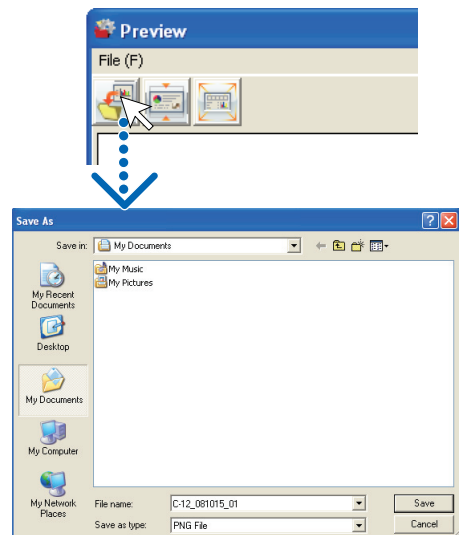 Preview
File (F)
Save As
Save in: My Documents
My Music
My Pictures
My Recent
Documents
Desktop
My Documents
My Computer
My Network
Places
File name: C-12_081015_01 Save
Save as type: PNG File Cancel